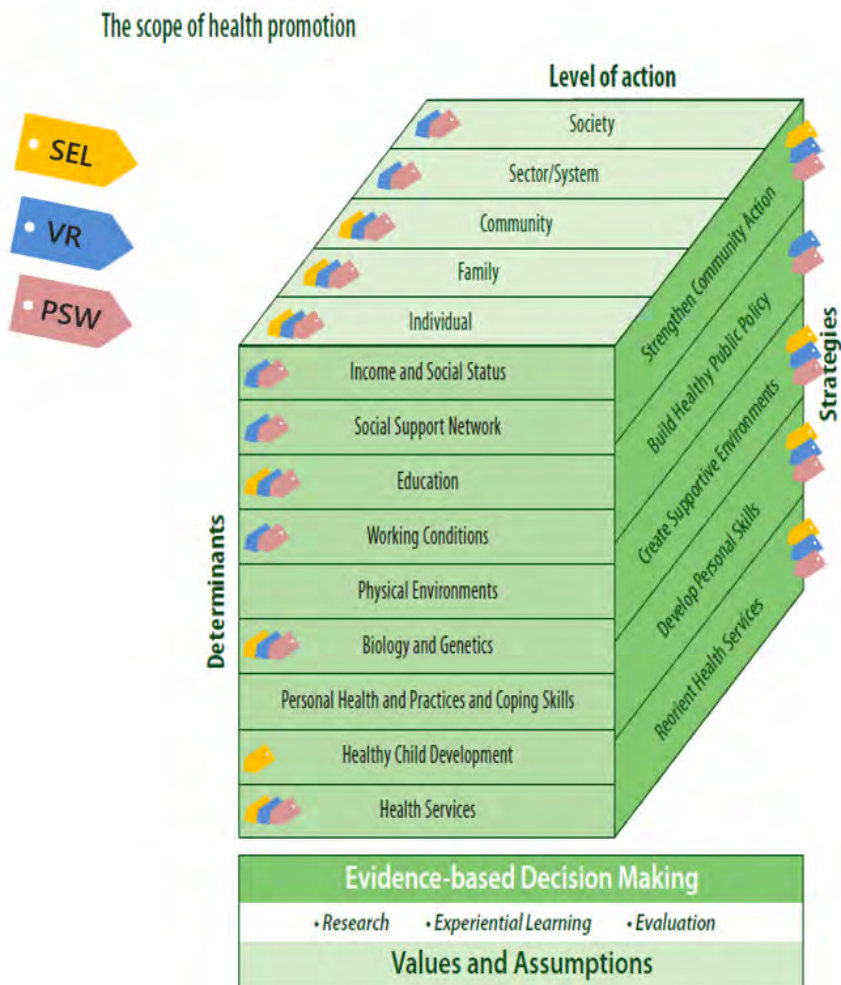 The scope of health promotion
Level of action
SEL
VR
PSW
Society
Sector/System
Community
Family
Individual
Determinants
Income and Social Status
Social Support Network
Education
Working Conditions
Physical Environments
Biology and Genetics
Personal Health and Practices and Coping Skills
Healthy Child Development
Health Services
Strategies
Strengthen Community Action
Build Healthy Public Policy
Create Supportive Environments
Develop Personal Skills
Reorient Health Services
Evidence-based Decision Making
• Research • Experiential Learning • Evaluation
Values and Assumptions